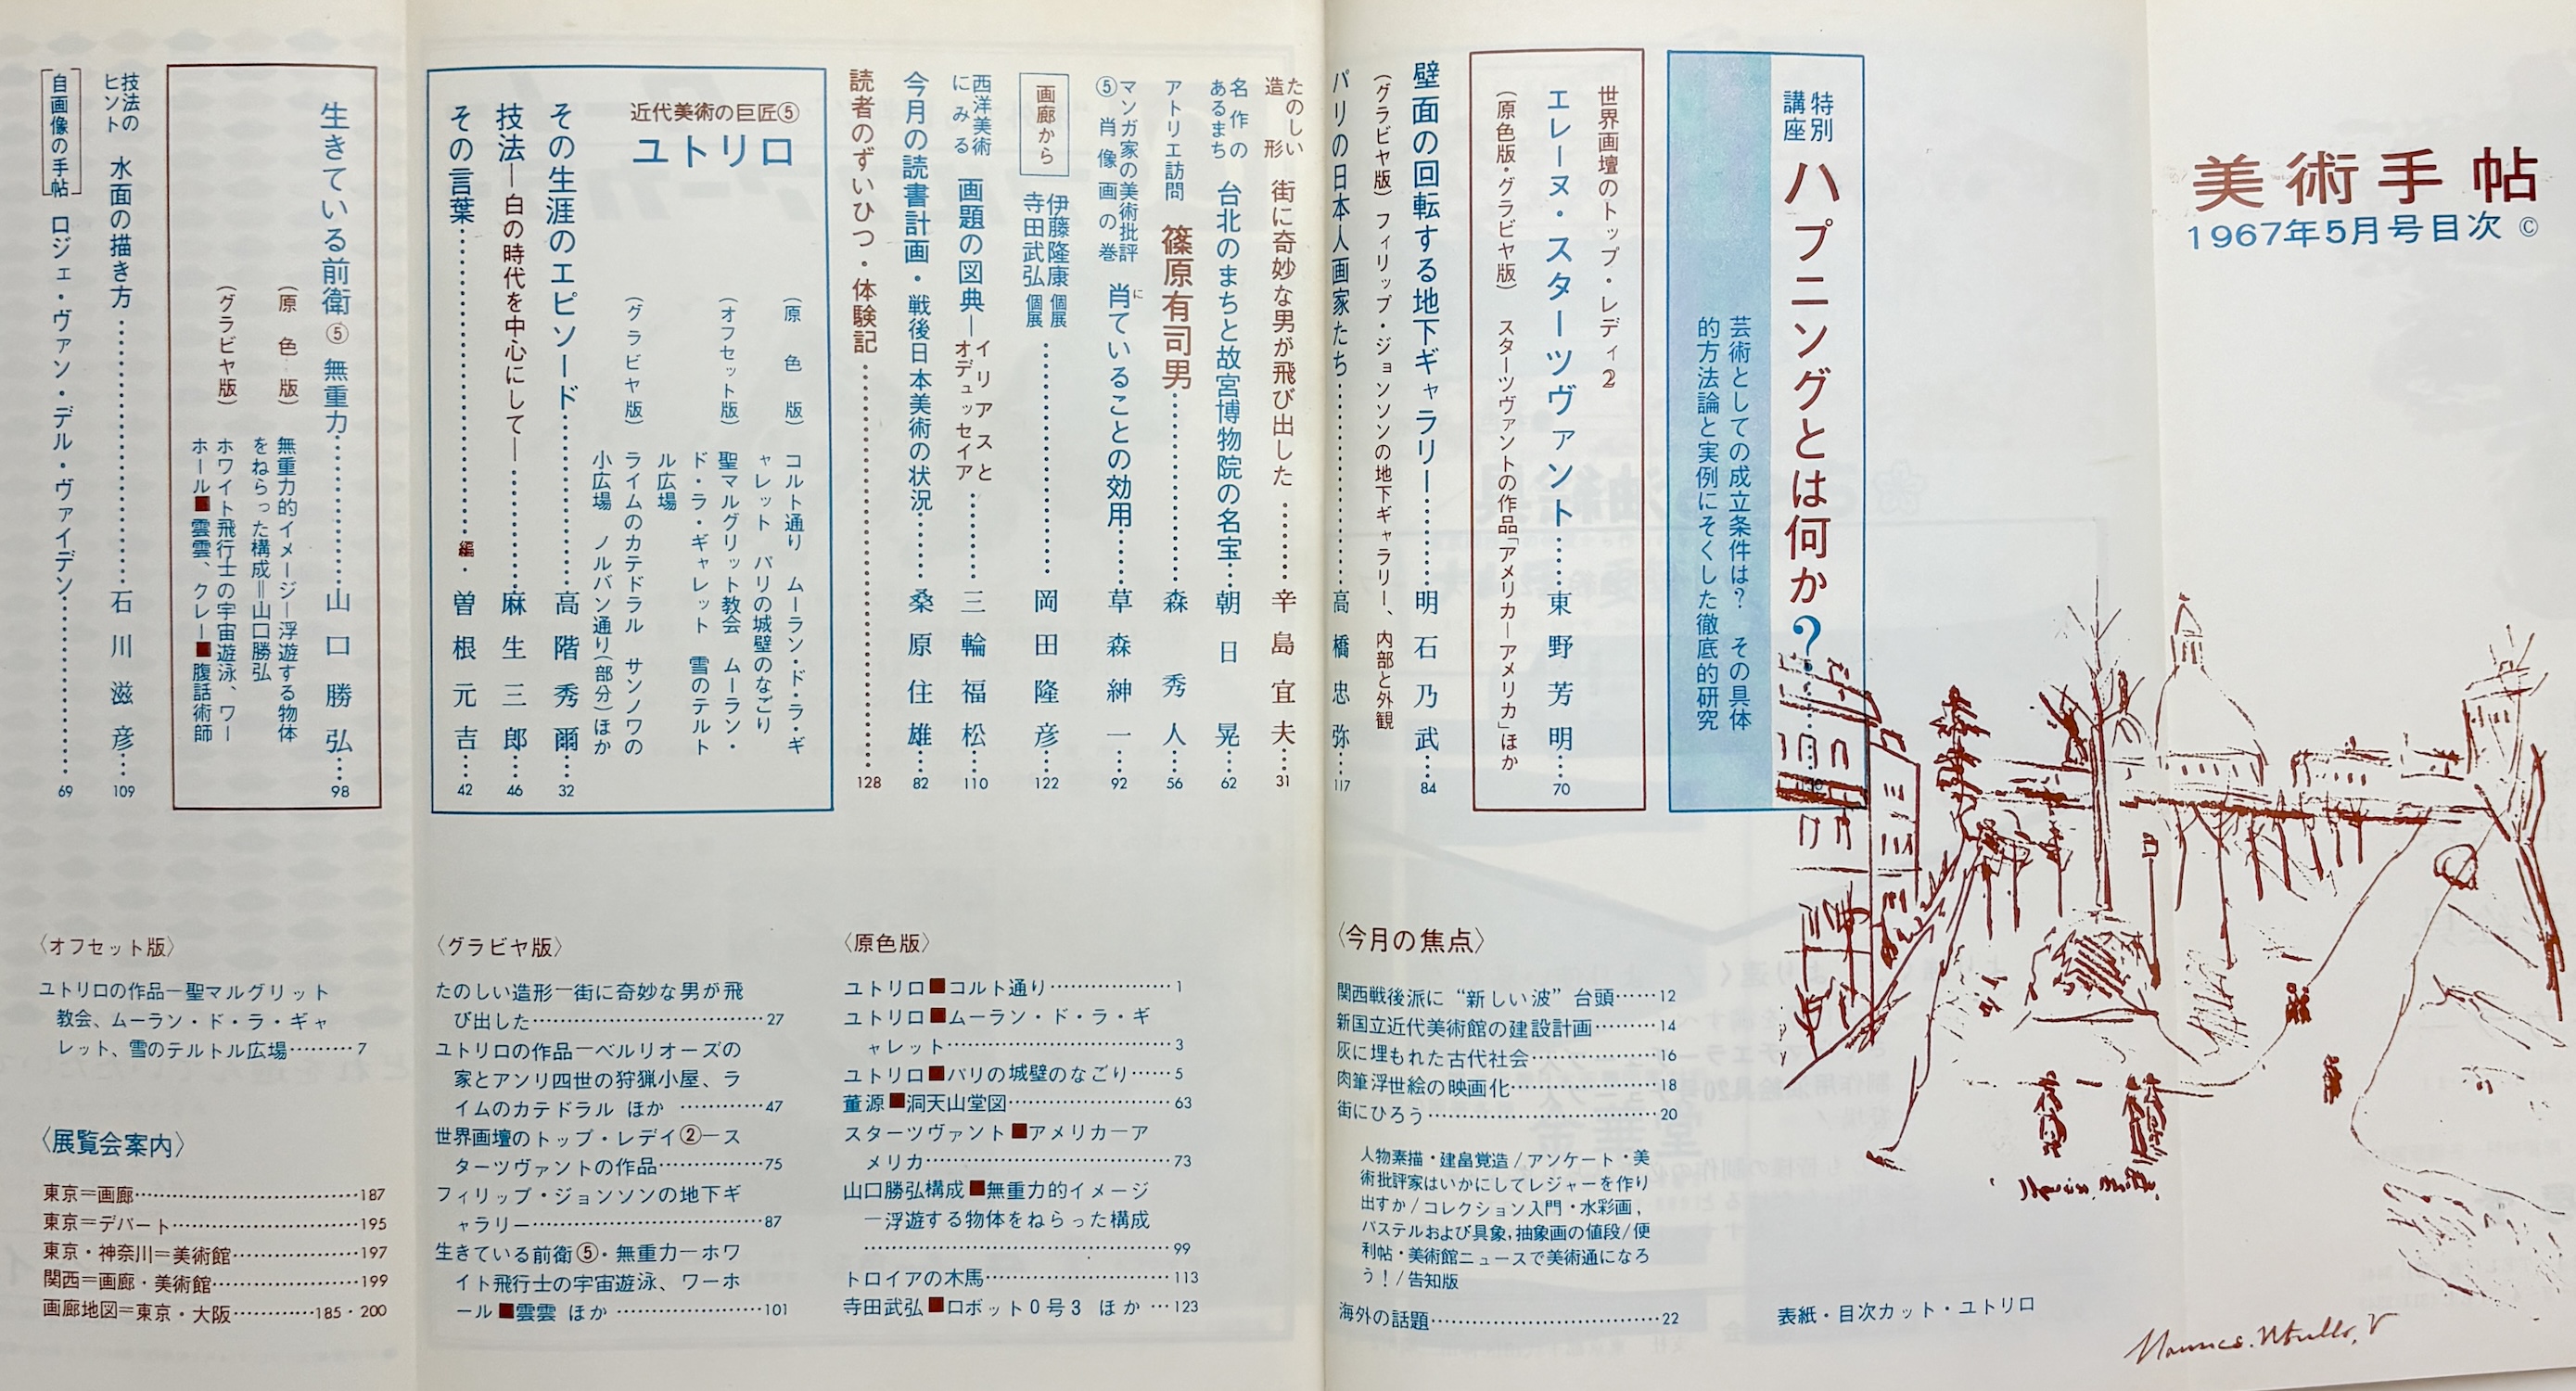 美術手帖
1967年5月号目次 ©
特別
講座
ハプニングとは何か?
芸術としての成立条件は? その具体
的方法論と実例にそくした徹底的研究
世界画壇のトップ・レディ2
エレーヌ・スターツヴァント……東野芳明…70
(原色版・グラビヤ版) スターツヴァントの作品「アメリカ—アメリカ」ほか
壁面の回転する地下ギャラリー……明石乃武…84
(グラビヤ版) フィリップ・ジョンソンの地下ギャラリー、内部と外観
パリの日本人画家たち……高橋忠弥…117
たのしい
造形
街に奇妙な男が飛び出した……辛島宜夫…31
名作の
あるまち
台北のまちと故宮博物院の名宝…朝日晃…62
アトリエ訪問 篠原有司男……森秀人…56
マンガ家の美術批評
⑤肖像画の巻
肖ていることの効用……草森紳一…92
に
画廊から
伊藤隆康 個展
寺田武弘 個展
……岡田隆彦…122
西洋美術
にみる
画題の図典—イリアスと
オデュッセイア
……三輪福松…110
今月の読書計画・戦後日本美術の状況……桑原住雄…82
読者のずいひつ・体験記……128
近代美術の巨匠⑤
ユトリロ
(原色版) コルト通り ムーラン・ド・ラ・ギ
ャレット パリの城壁のなごり
(オフセット版) 聖マルグリット教会 ムーラン・
ド・ラ・ギャレット 雪のテルト
ル広場
(グラビヤ版) ライムのカテドラル サンノワの
小広場 ノルバン通り(部分)ほか
その生涯のエピソード……高階秀爾…32
技法—白の時代を中心にして—……麻生三郎…46
その言葉……編・曽根元吉…42
生きている前衛⑤ 無重力……山口勝弘…98
(原色版) 無重力的イメージ—浮遊する物体
をねらった構成=山口勝弘
(グラビヤ版) ホワイト飛行士の宇宙遊泳、ワー
ホール■雲雲、クレー■腹話術師
技法の
ヒント
水面の描き方……石川滋彦…109
自画像の手帖 ロジェ・ヴァン・デル・ヴァイデン……69
〈今月の焦点〉
関西戦後派に“新しい波”台頭……12
新国立近代美術館の建設計画……14
灰に埋もれた古代社会……16
肉筆浮世絵の映画化……18
街にひろう……20
人物素描・建畠覚造/アンケート・美
術批評家はいかにしてレジャーを作り
出すか/コレクション入門・水彩画,
パステルおよび具象,抽象画の値段/便
利帖・美術館ニュースで美術通になろ
う!/告知版
海外の話題……22
表紙・目次カット・ユトリロ
Maurice. Utrillo, V
〈原色版〉
ユトリロ■コルト通り……1
ユトリロ■ムーラン・ド・ラ・ギ
ャレット……3
ユトリロ■パリの城壁のなごり……5
董源■洞天山堂図……63
スターツヴァント■アメリカーア
メリカ……73
山口勝弘構成■無重力的イメージ
—浮遊する物体をねらった構成
……99
トロイアの木馬……113
寺田武弘■ロボット0号3 ほか…123
〈グラビヤ版〉
たのしい造形—街に奇妙な男が飛
び出した……27
ユトリロの作品—ベルリオーズの
家とアンリ四世の狩猟小屋、ラ
イムのカテドラル ほか……47
世界画壇のトップ・レデイ②—ス
ターツヴァントの作品……75
フィリップ・ジョンソンの地下ギ
ャラリー……87
生きている前衛⑤・無重力—ホワ
イト飛行士の宇宙遊泳、ワーホ
ール■雲雲 ほか……101
〈オフセット版〉
ユトリロの作品—聖マルグリット
教会、ムーラン・ド・ラ・ギャ
レット、雪のテルトル広場……7
〈展覧会案内〉
東京=画廊……187
東京=デパート……195
東京・神奈川=美術館……197
関西=画廊・美術館……199
画廊地図=東京・大阪……185・200